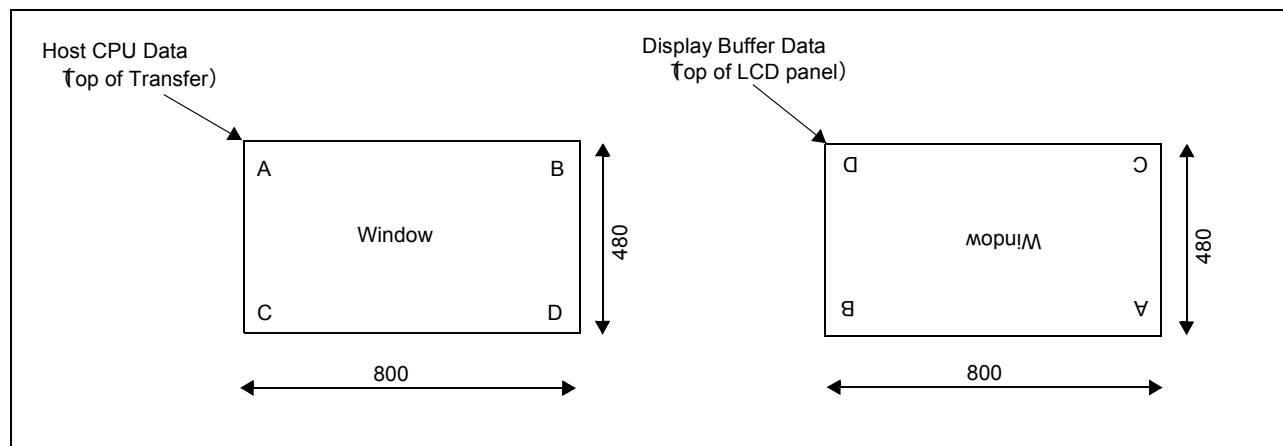 Host CPU Data
(Top of Transfer)
A
B
Window
C
D
480
800
Display Buffer Data
(Top of LCD panel)
D
C
Window
B
A
480
800